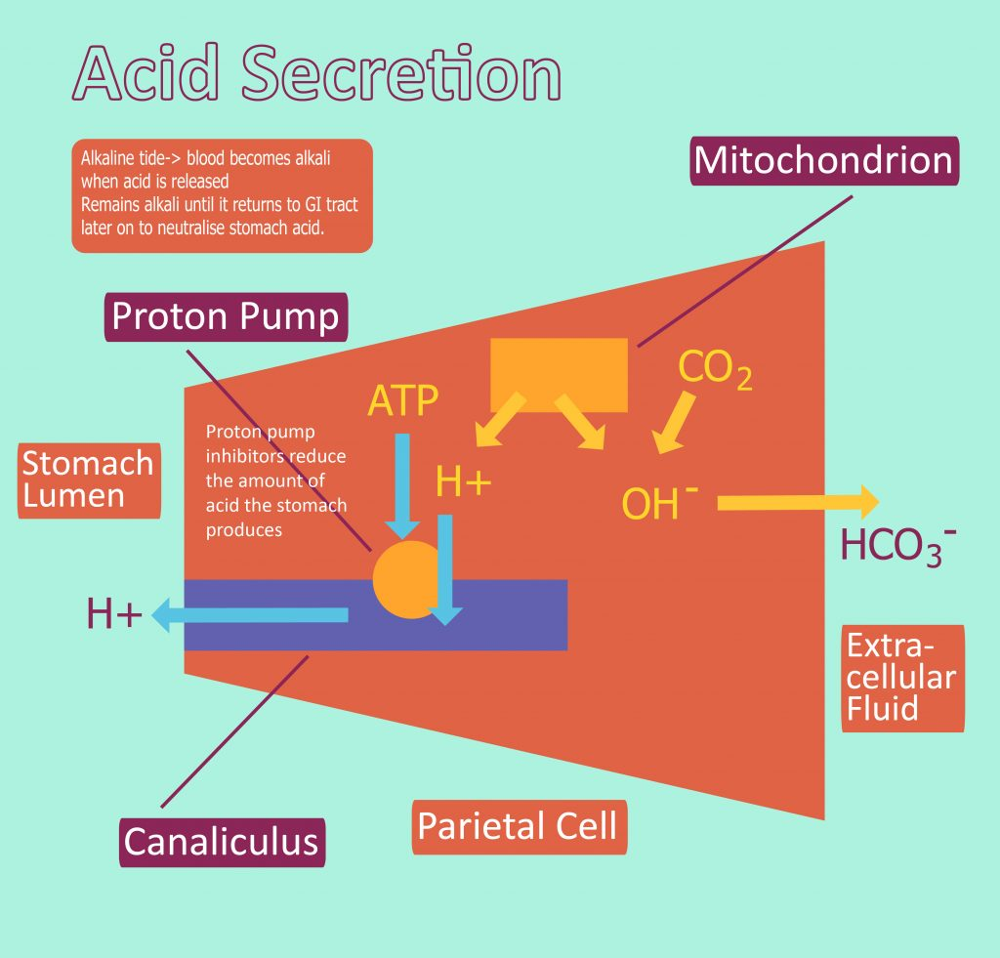 Acid Secretion
Alkaline tide-> blood becomes alkali
when acid is released
Remains alkali until it returns to GI tract
later on to neutralise stomach acid.
Mitochondrion
Proton Pump
CO₂
ATP
Proton pump
inhibitors reduce
the amount of
acid the stomach
produces
Stomach
Lumen
H+
OH⁻
HCO₃⁻
H+
Extra-
cellular
Fluid
Parietal Cell
Canaliculus